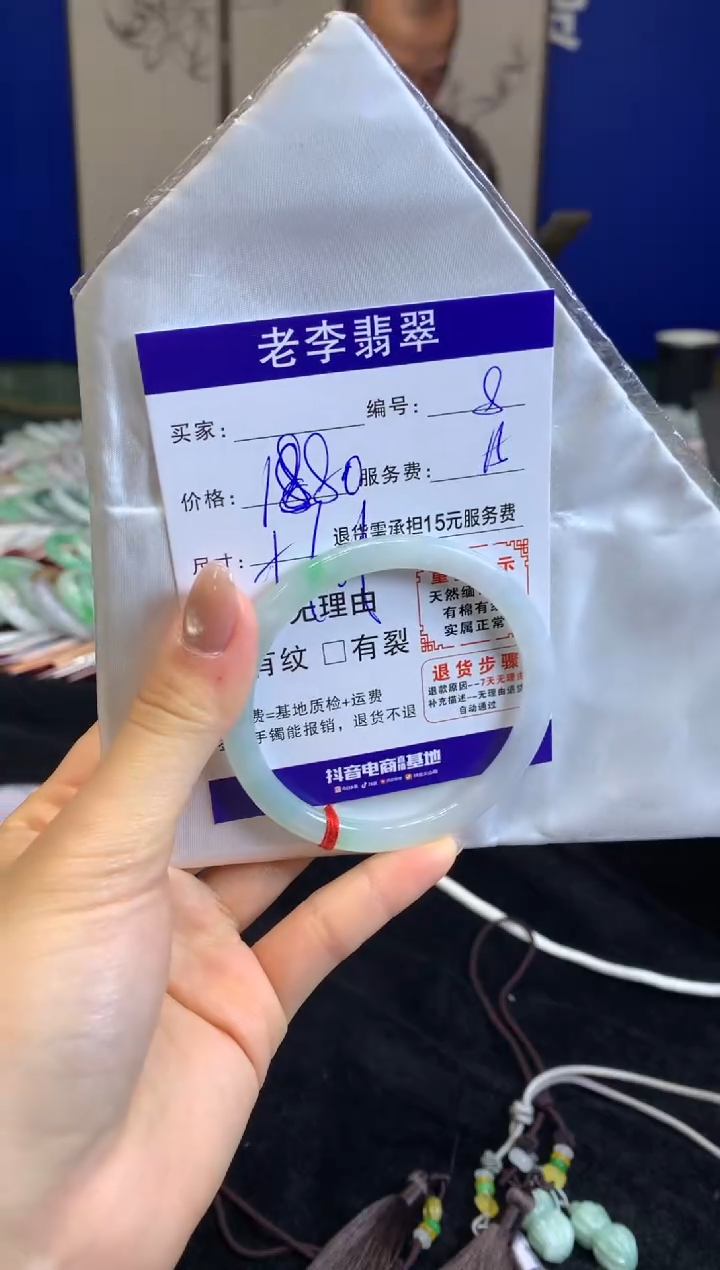 老李翡翠
买家： 编号：8
价格：1880 服务费：15
退货需承担15元服务费
尺寸：
无理由
有纹 □有裂
天然缅
有棉有
实属正常
退货步骤
退款原因--7天无理由
补充描述--无理由退货
自动通过
费=基地质检+运费
手镯能报销，退货不退
抖音电商直播基地